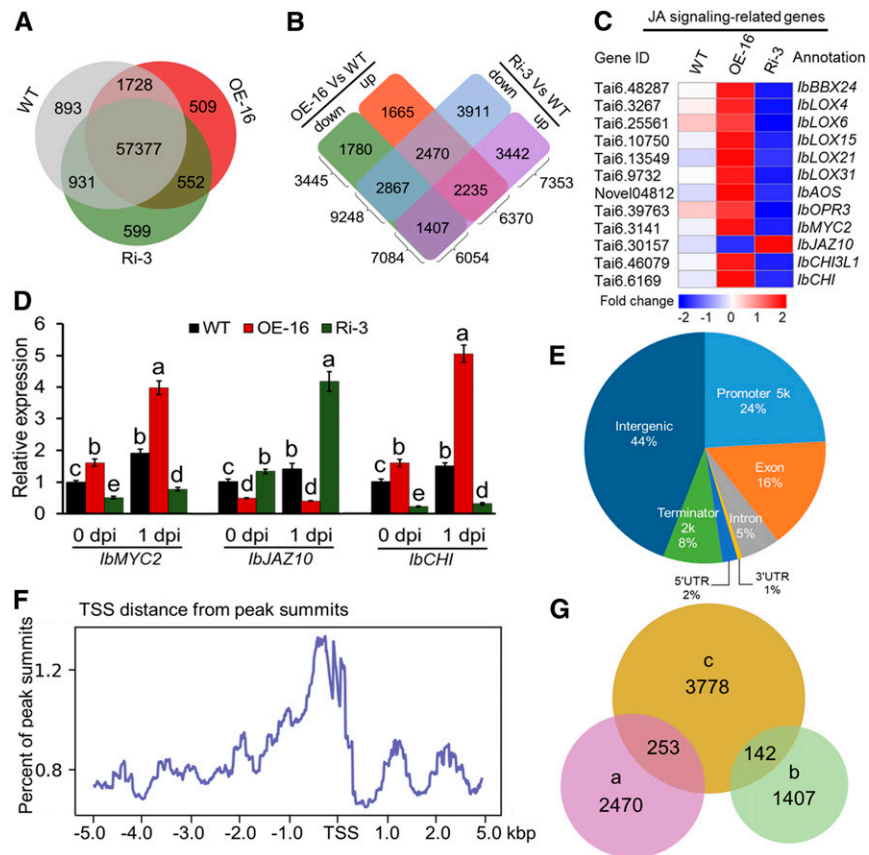 A
WT
OE-16
Ri-3
893
1728
509
57377
931
552
599
B
OE-16 Vs WT
down
up
Ri-3 Vs WT
down
up
1665
3911
1780
2470
3442
2867
2235
1407
3445
9248
7084
6054
6370
7353
C
JA signaling-related genes
Gene ID
WT
OE-16
Ri-3
Annotation
Tai6.48287 IbBBX24
Tai6.3267 IbLOX4
Tai6.25561 IbLOX6
Tai6.10750 IbLOX15
Tai6.13549 IbLOX21
Tai6.9732 IbLOX31
Novel04812 IbAOS
Tai6.39763 IbOPR3
Tai6.3141 IbMYC2
Tai6.30157 IbJAZ10
Tai6.46079 IbCHI3L1
Tai6.6169 IbCHI
Fold change
-2 -1 0 1 2
D
Relative expression
6
5
4
3
2
1
0
WT OE-16 Ri-3
c b e b a d
c d b b d a
c b e b a d
0 dpi 1 dpi 0 dpi 1 dpi 0 dpi 1 dpi
IbMYC2 IbJAZ10 IbCHI
E
Intergenic
44%
Promoter 5k
24%
Exon
16%
Intron
5%
Terminator
2k
8%
5'UTR
2%
3'UTR
1%
F
TSS distance from peak summits
Percent of peak summits
1.2
0.8
-5.0 -4.0 -3.0 -2.0 -1.0 TSS 1.0 2.0 5.0 kbp
G
c
3778
253
142
a
2470
b
1407